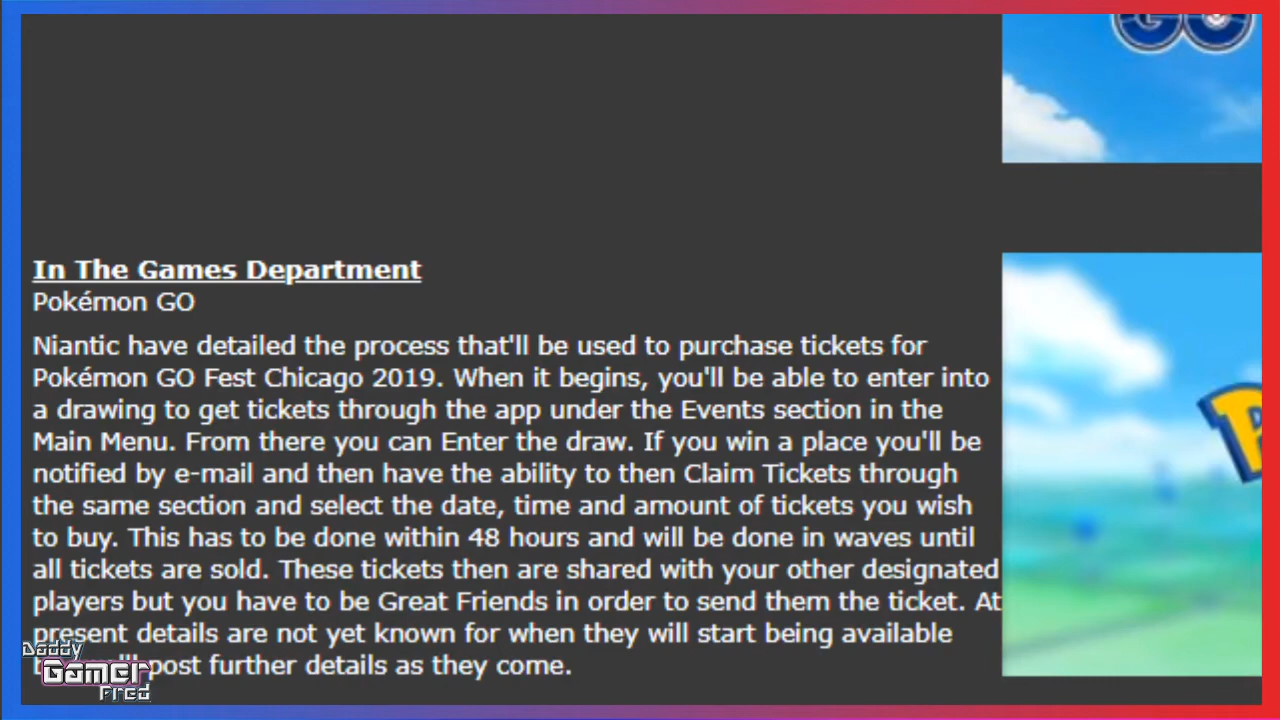 GO
In The Games Department
Pokémon GO
Niantic have detailed the process that'll be used to purchase tickets for
Pokémon GO Fest Chicago 2019. When it begins, you'll be able to enter into
a drawing to get tickets through the app under the Events section in the
Main Menu. From there you can Enter the draw. If you win a place you'll be
notified by e-mail and then have the ability to then Claim Tickets through
the same section and select the date, time and amount of tickets you wish
to buy. This has to be done within 48 hours and will be done in waves until
all tickets are sold. These tickets then are shared with your other designated
players but you have to be Great Friends in order to send them the ticket. At
present details are not yet known for when they will start being available
post further details as they come.
Daddy
Gamer
Fred